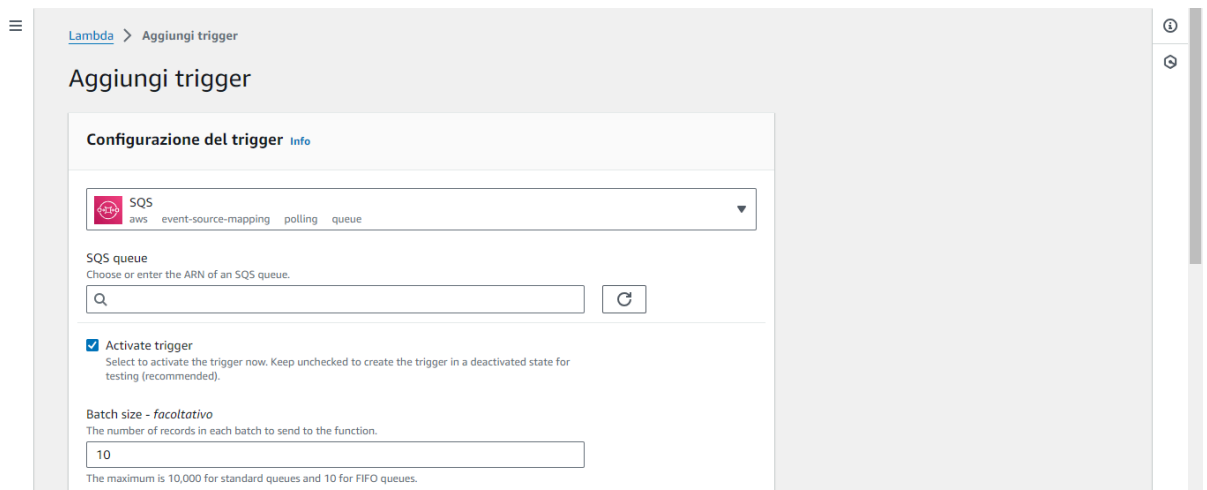 Lambda > Aggiungi trigger
Aggiungi trigger
Configurazione del trigger Info
SQS
aws event-source-mapping polling queue
SQS queue
Choose or enter the ARN of an SQS queue.
Activate trigger
Select to activate the trigger now. Keep unchecked to create the trigger in a deactivated state for
testing (recommended).
Batch size - facoltativo
The number of records in each batch to send to the function.
10
The maximum is 10,000 for standard queues and 10 for FIFO queues.